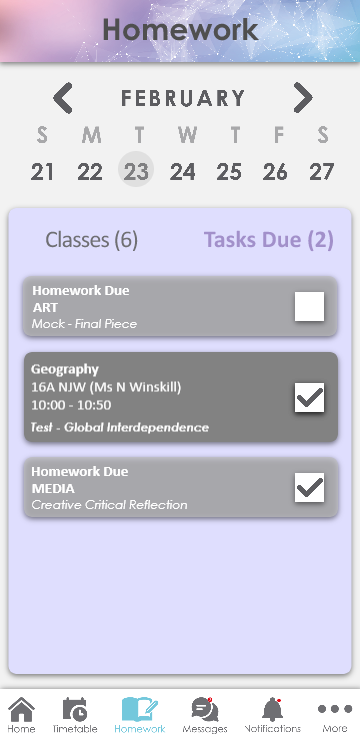 Homework
FEBRUARY
S M T W T F S
21 22 23 24 25 26 27
Classes (6) Tasks Due (2)
Homework Due
ART
Mock - Final Piece
Geography
16A NJW (Ms N Winskill)
10:00 - 10:50
Test - Global Interdependence
Homework Due
MEDIA
Creative Critical Reflection
Home Timetable Homework Messages Notifications More